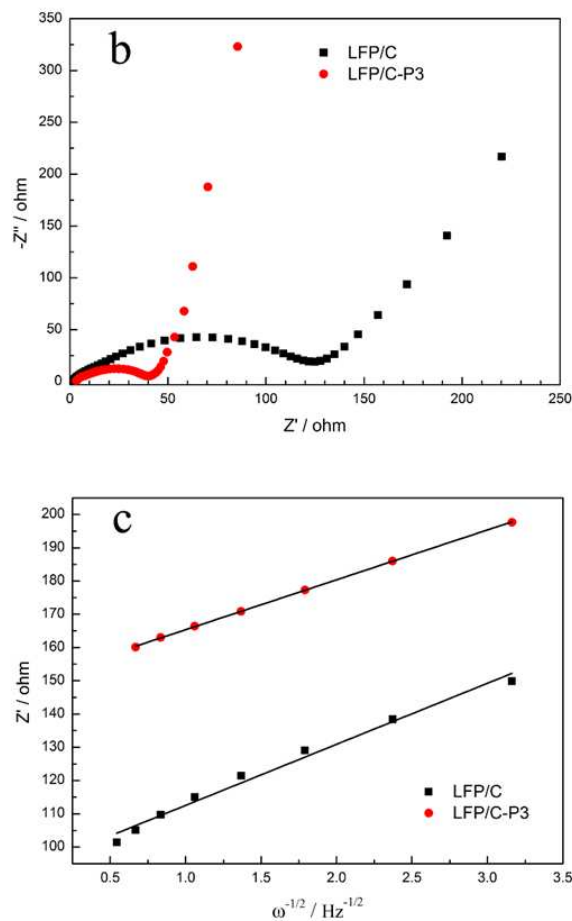 350
300
250
200
150
100
50
0
-Z'' / ohm
b
LFP/C
LFP/C-P3
0 50 100 150 200 250
Z' / ohm
200
190
180
170
160
150
140
130
120
110
100
Z' / ohm
c
LFP/C
LFP/C-P3
0.5 1.0 1.5 2.0 2.5 3.0 3.5
ω⁻¹/² / Hz⁻¹/²